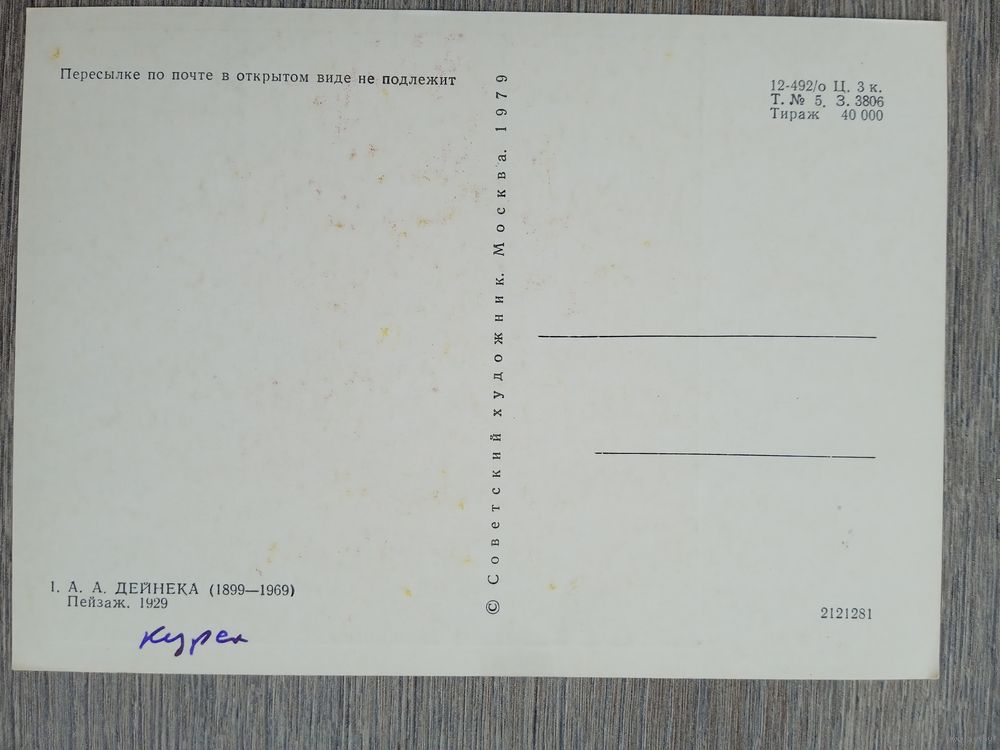 Пересылке по почте в открытом виде не подлежит
12-492/о Ц. 3 к.
Т. № 5. З. 3806
Тираж 40 000
© Советский художник. Москва. 1979
1. А. А. ДЕЙНЕКА (1899—1969)
Пейзаж. 1929
2121281